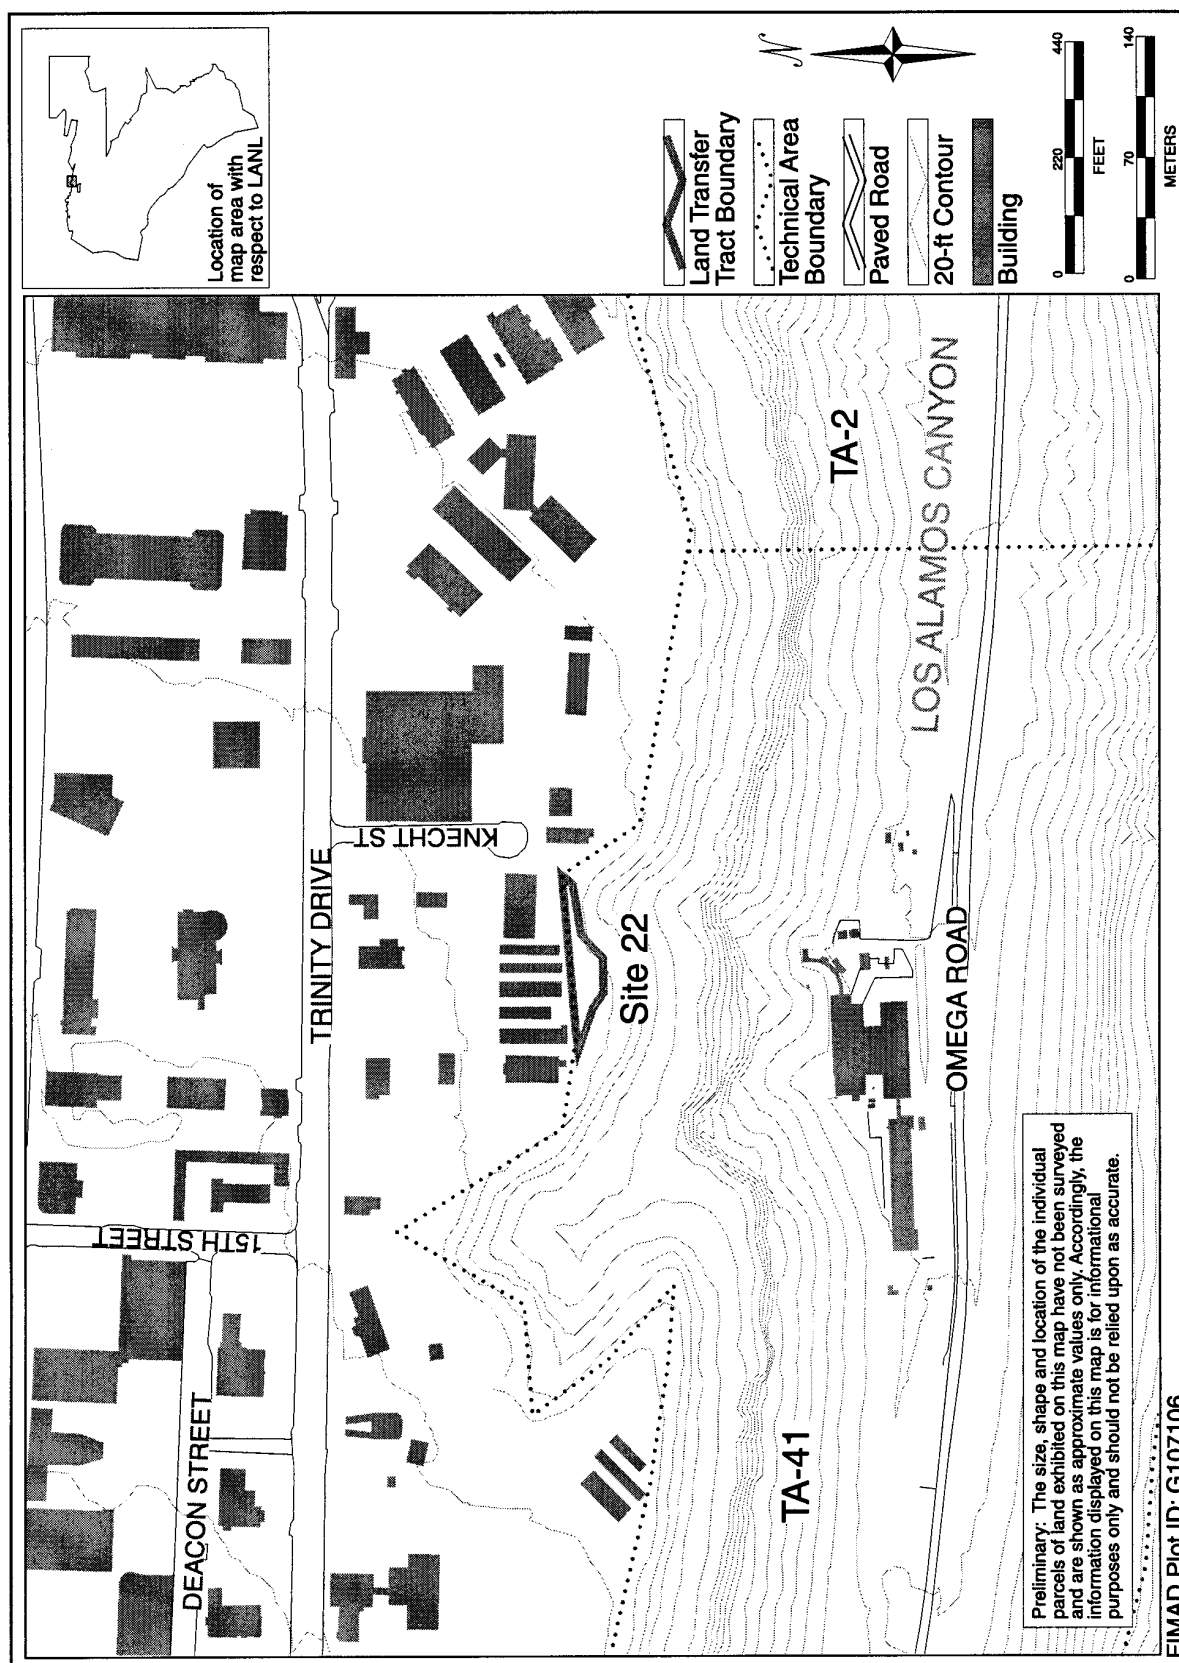 Location of
map area with
respect to LANL
N
Land Transfer
Tract Boundary
Technical Area
Boundary
Paved Road
20-ft Contour
Building
0 220 440
FEET
0 70 140
METERS
DEACON STREET
15TH STREET
TRINITY DRIVE
KNECHT ST
Site 22
TA-41
TA-2
LOS ALAMOS CANYON
OMEGA ROAD
Preliminary: The size, shape and location of the individual
parcels of land exhibited on this map have not been surveyed
and are shown as approximate values only. Accordingly, the
information displayed on this map is for informational
purposes only and should not be relied upon as accurate.
FIMAD Plot ID: G107106